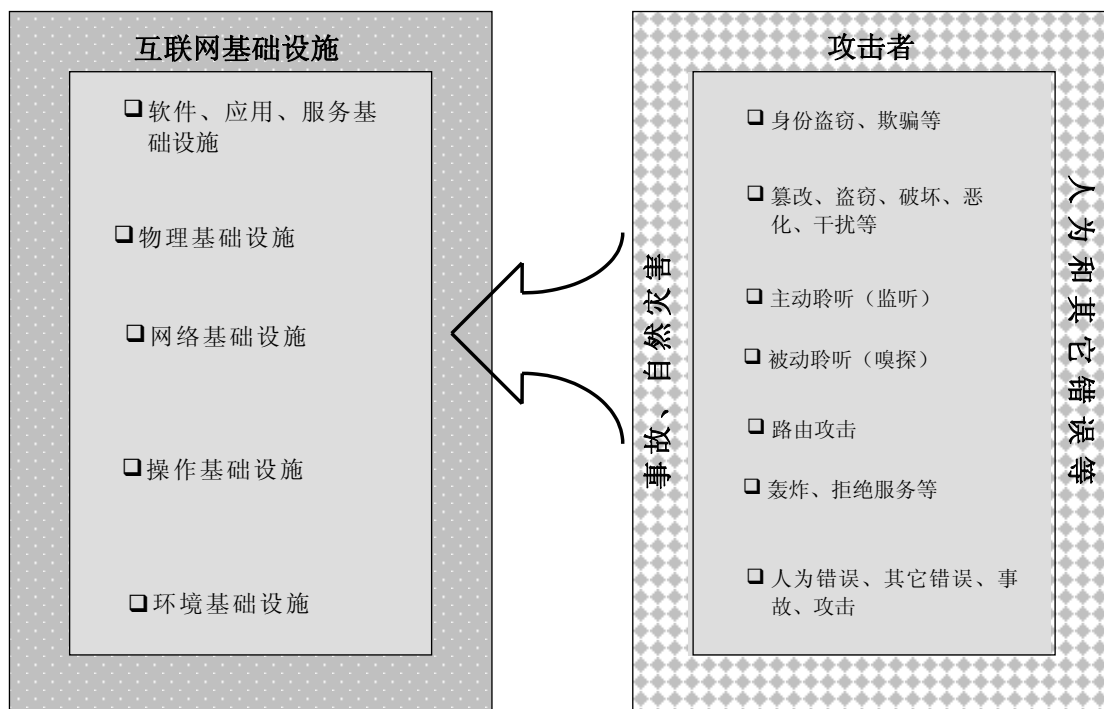 互联网基础设施
软件、应用、服务基
础设施
物理基础设施
网络基础设施
操作基础设施
环境基础设施
事故、自然灾害
攻击者
身份盗窃、欺骗等
篡改、盗窃、破坏、恶
化、干扰等
主动聆听（监听）
被动聆听（嗅探）
路由攻击
轰炸、拒绝服务等
人为错误、其它错误、事
故、攻击
人为和其它错误等